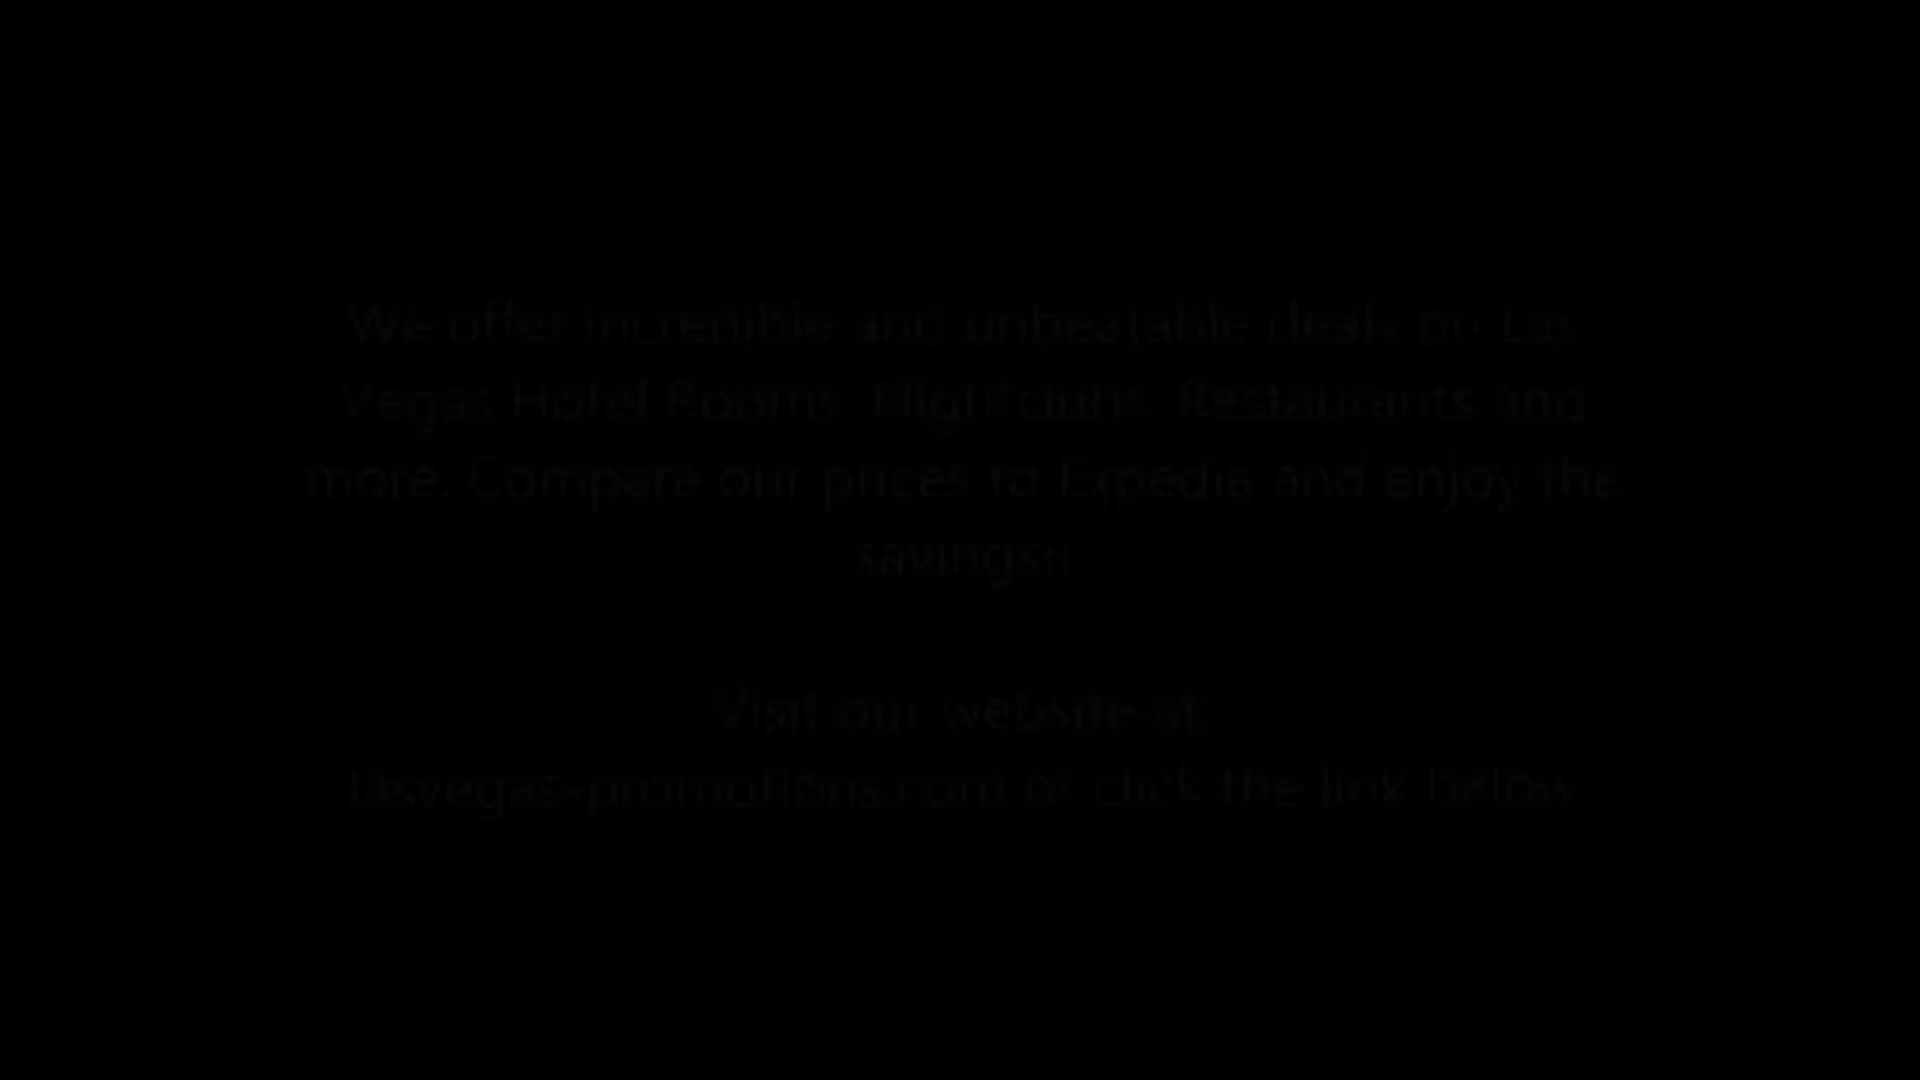 We offer incredible and unbeatable deals on Las
Vegas Hotel Rooms, Nightclubs, Restaurants and
more. Compare our prices to Expedia and enjoy the
savings!!
Visit our website at
lasvegas-promotions.com or click the link below